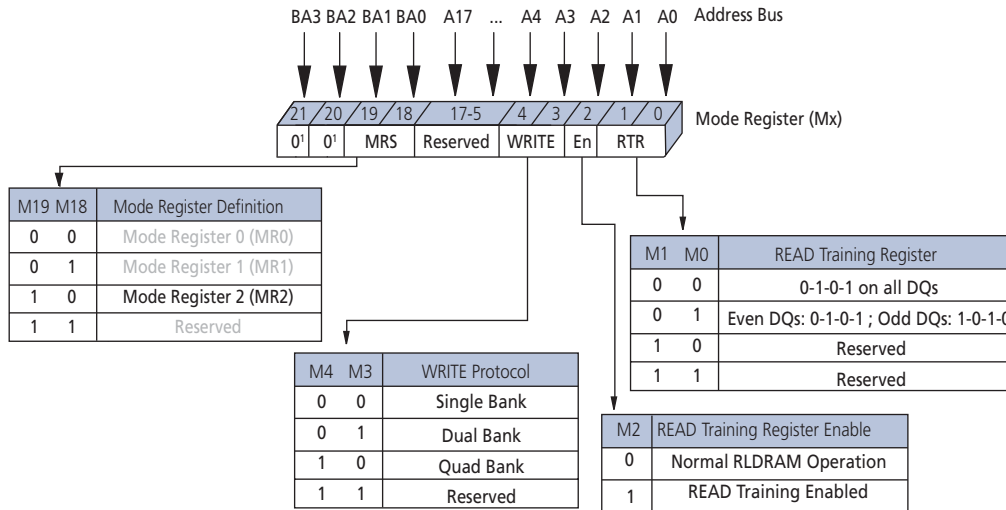 BA3 BA2 BA1 BA0 A17 ... A4 A3 A2 A1 A0 Address Bus
21 20 19 18 17-5 4 3 2 1 0 Mode Register (Mx)
0¹ 0¹ MRS Reserved WRITE En RTR
M19 M18 Mode Register Definition
0 0 Mode Register 0 (MR0)
0 1 Mode Register 1 (MR1)
1 0 Mode Register 2 (MR2)
1 1 Reserved
M1 M0 READ Training Register
0 0 0-1-0-1 on all DQs
0 1 Even DQs: 0-1-0-1 ; Odd DQs: 1-0-1-0
1 0 Reserved
1 1 Reserved
M4 M3 WRITE Protocol
0 0 Single Bank
0 1 Dual Bank
1 0 Quad Bank
1 1 Reserved
M2 READ Training Register Enable
0 Normal RLDRAM Operation
1 READ Training Enabled